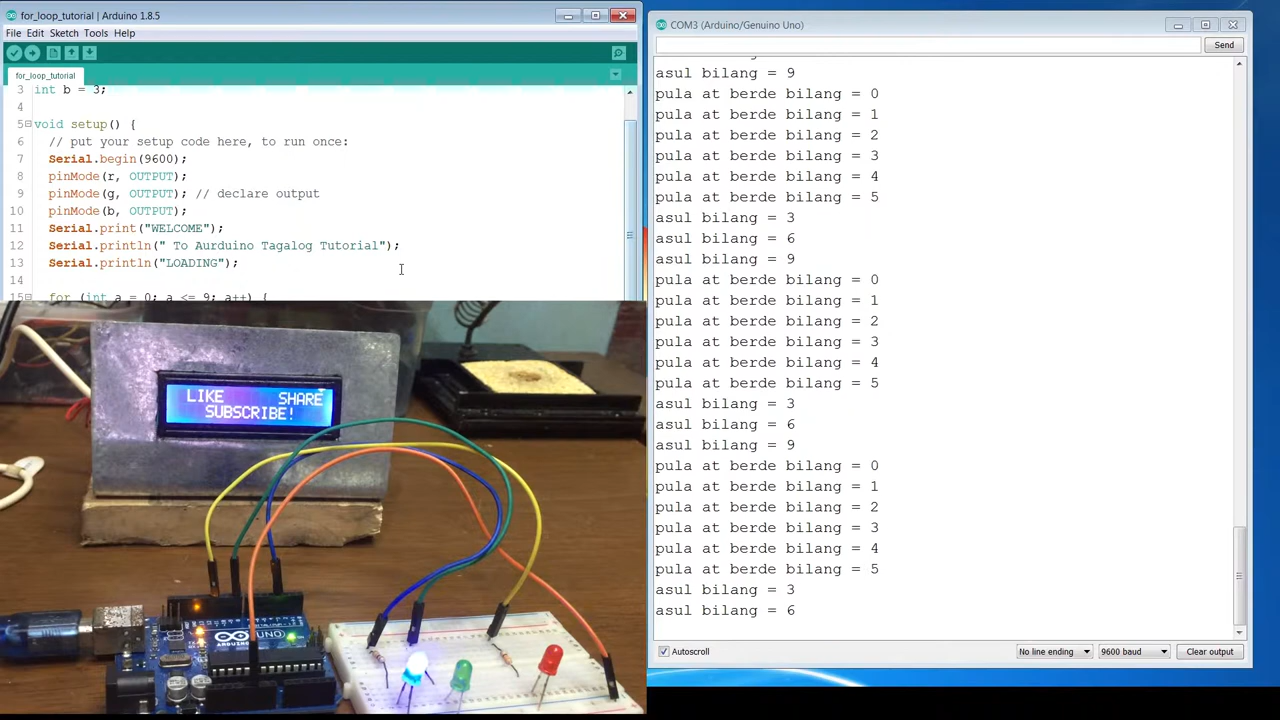 for_loop_tutorial | Arduino 1.8.5
File Edit Sketch Tools Help
for_loop_tutorial
3 int b = 3;
4
5 void setup() {
6 // put your setup code here, to run once:
7 Serial.begin(9600);
8 pinMode(r, OUTPUT);
9 pinMode(g, OUTPUT); // declare output
10 pinMode(b, OUTPUT);
11 Serial.print("WELCOME");
12 Serial.println(" To Aurduino Tagalog Tutorial");
13 Serial.println("LOADING");
14
15 for (int a = 0; a <= 9; a++) {
LIKE SHARE
SUBSCRIBE!
UNO
ARDUINO
COM3 (Arduino/Genuino Uno)
Send
asul bilang = 9
pula at berde bilang = 0
pula at berde bilang = 1
pula at berde bilang = 2
pula at berde bilang = 3
pula at berde bilang = 4
pula at berde bilang = 5
asul bilang = 3
asul bilang = 6
asul bilang = 9
pula at berde bilang = 0
pula at berde bilang = 1
pula at berde bilang = 2
pula at berde bilang = 3
pula at berde bilang = 4
pula at berde bilang = 5
asul bilang = 3
asul bilang = 6
asul bilang = 9
pula at berde bilang = 0
pula at berde bilang = 1
pula at berde bilang = 2
pula at berde bilang = 3
pula at berde bilang = 4
pula at berde bilang = 5
asul bilang = 3
asul bilang = 6
Autoscroll
No line ending
9600 baud
Clear output